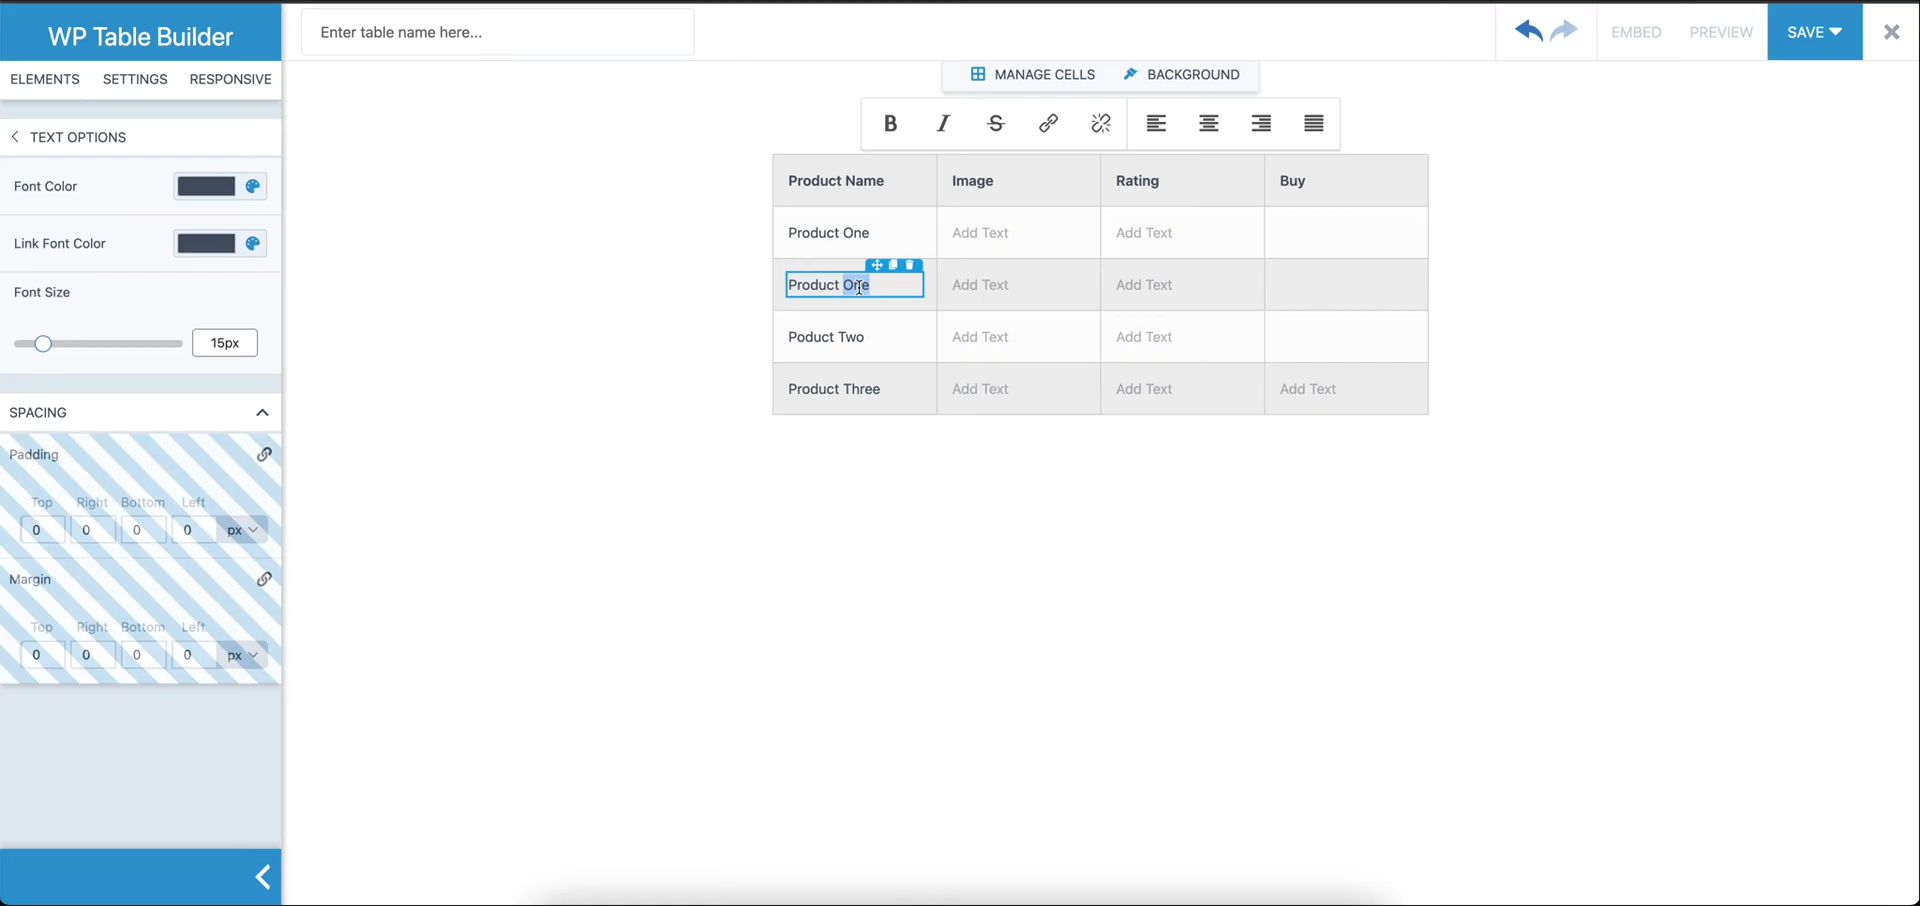 WP Table Builder
Enter table name here...
EMBED
PREVIEW
SAVE
ELEMENTS
SETTINGS
RESPONSIVE
MANAGE CELLS
BACKGROUND
TEXT OPTIONS
B I S
Font Color
Link Font Color
Font Size
15px
SPACING
Padding
Top Right Bottom Left
0 0 0 0 px
Margin
Top Right Bottom Left
0 0 0 0 px
Product Name Image Rating Buy
Product One Add Text Add Text
Product One Add Text Add Text
Poduct Two Add Text Add Text
Product Three Add Text Add Text Add Text